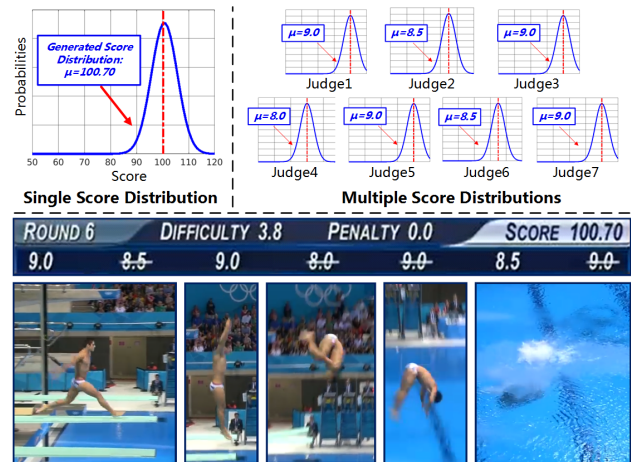 Probabilities
Generated Score
Distribution:
μ=100.70
50 60 70 80 90 100 110 120
Score
Single Score Distribution
μ=9.0
Judge1
μ=8.5
Judge2
μ=9.0
Judge3
μ=8.0
Judge4
μ=9.0
Judge5
μ=8.5
Judge6
μ=9.0
Judge7
Multiple Score Distributions
ROUND 6 DIFFICULTY 3.8 PENALTY 0.0 SCORE 100.70
9.0 8.5 9.0 8.0 9.0 8.5 9.0